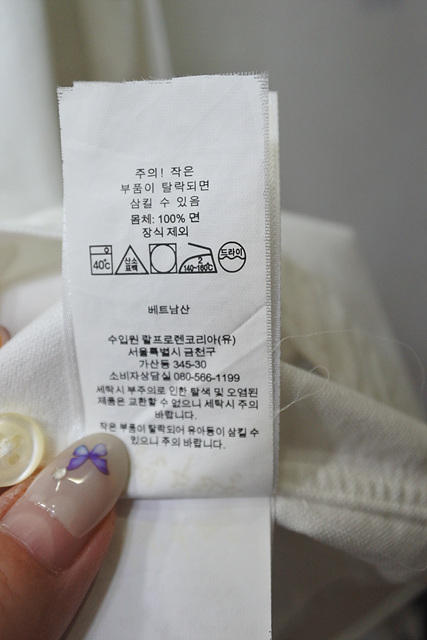 주의! 작은
부품이 탈락되면
삼킬 수 있음
몸체: 100% 면
장식 제외
40°c 산소 표백 2 140-160°C 드라이
베트남산
수입원 랄프로렌코리아(유)
서울특별시 금천구
가산동 345-30
소비자상담실 080-566-1199
세탁시 부주의로 인한 탈색 및 오염된
제품은 교환할 수 없으니 세탁시 주의
바랍니다.
작은 부품이 탈락되어 유아동이 삼킬 수
있으니 주의 바랍니다.